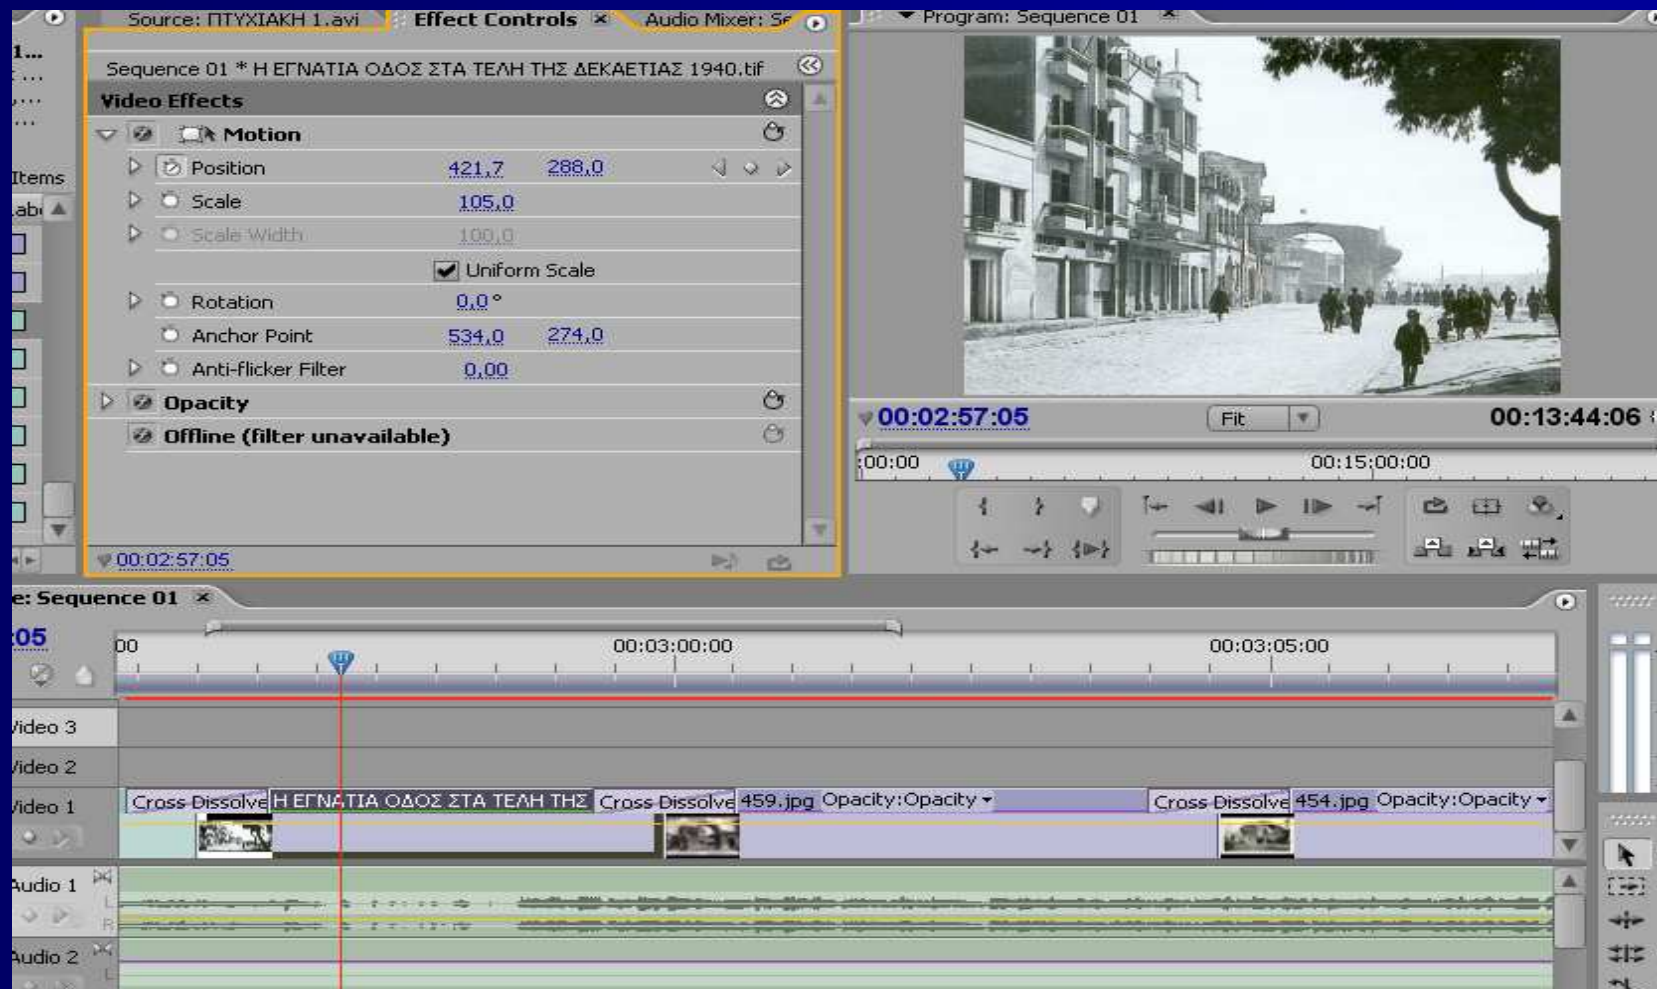 Source: ΠΤΥΧΙΑΚΗ 1.avi
Effect Controls
Audio Mixer: Se
Program: Sequence 01
1...
Sequence 01 * Η ΕΓΝΑΤΙΑ ΟΔΟΣ ΣΤΑ ΤΕΛΗ ΤΗΣ ΔΕΚΑΕΤΙΑΣ 1940.tif
Video Effects
Motion
Position 421,7 288,0
Items
Scale 105,0
Scale Width 100,0
Uniform Scale
Rotation 0,0°
Anchor Point 534,0 274,0
Anti-flicker Filter 0,00
Opacity
Offline (filter unavailable)
00:02:57:05
Fit
00:13:44:06
:00:00
00:15:00:00
00:02:57:05
e: Sequence 01
:05
00
00:03:00:00
00:03:05:00
Video 3
Video 2
Video 1
Cross Dissolve
Η ΕΓΝΑΤΙΑ ΟΔΟΣ ΣΤΑ ΤΕΛΗ ΤΗΣ
Cross Dissolve
459.jpg Opacity:Opacity
Cross Dissolve
454.jpg Opacity:Opacity
Audio 1
L
R
Audio 2
L